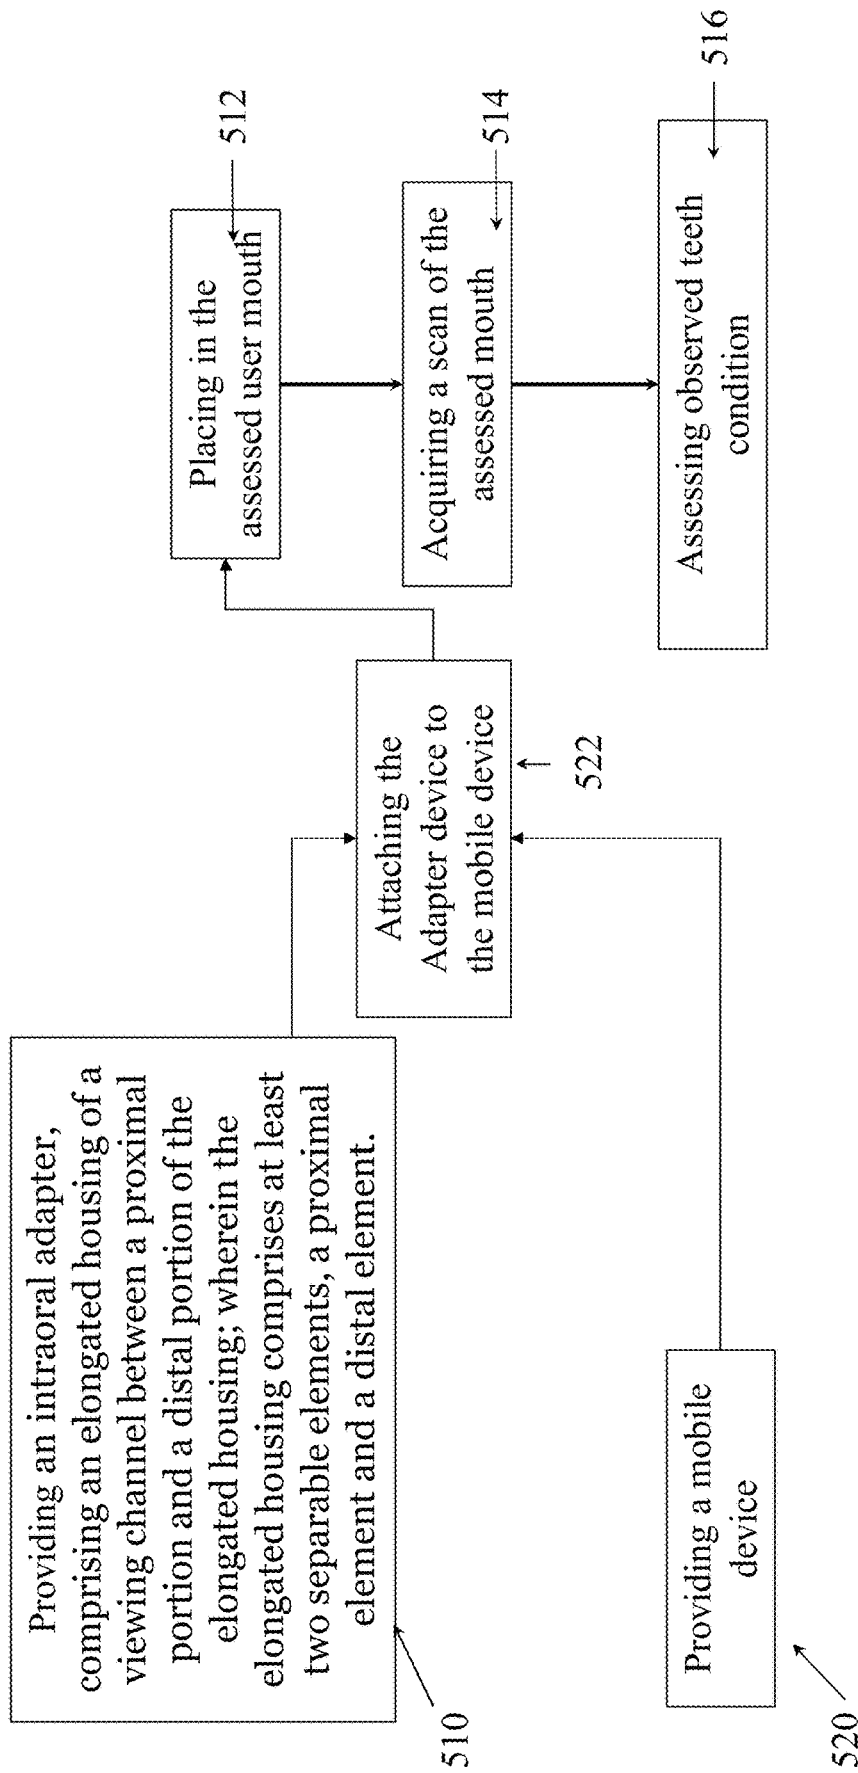 Providing an intraoral adapter,
comprising an elongated housing of a
viewing channel between a proximal
portion and a distal portion of the
elongated housing; wherein the
elongated housing comprises at least
two separable elements, a proximal
element and a distal element.
510
Providing a mobile
device
520
Attaching the
Adapter device to
the mobile device
522
Placing in the
assessed user mouth
512
Acquiring a scan of the
assessed mouth
514
Assessing observed teeth
condition
516